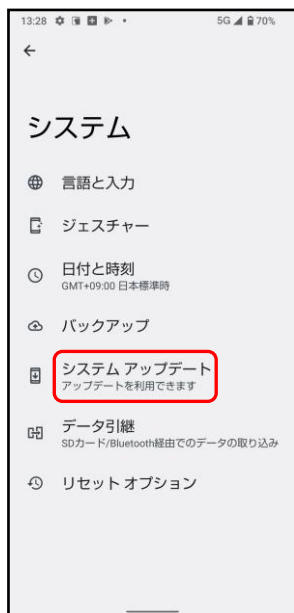 13:28 5G 70%
システム
言語と入力
ジェスチャー
日付と時刻
GMT+09:00 日本標準時
バックアップ
システム アップデート
アップデートを利用できます
データ引継
SDカード/Bluetooth経由でのデータの取り込み
リセット オプション